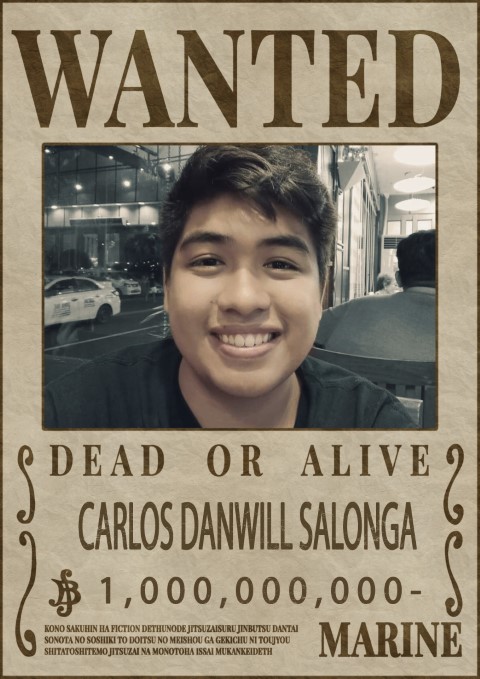 WANTED
DEAD OR ALIVE
CARLOS DANWILL SALONGA
1,000,000,000-
KONO SAKUHIN HA FICTION DETHUNODE JITSUZAISURU JINBUTSU DANTAI
SONOTA NO SOSHIKI TO DOITSU NO MEISHOU GA GEKICHU NI TOUJYOU
SHITATOSHITEMO JITSUZAI NA MONOTOHA ISSAI MUKANKEIDETH
MARINE